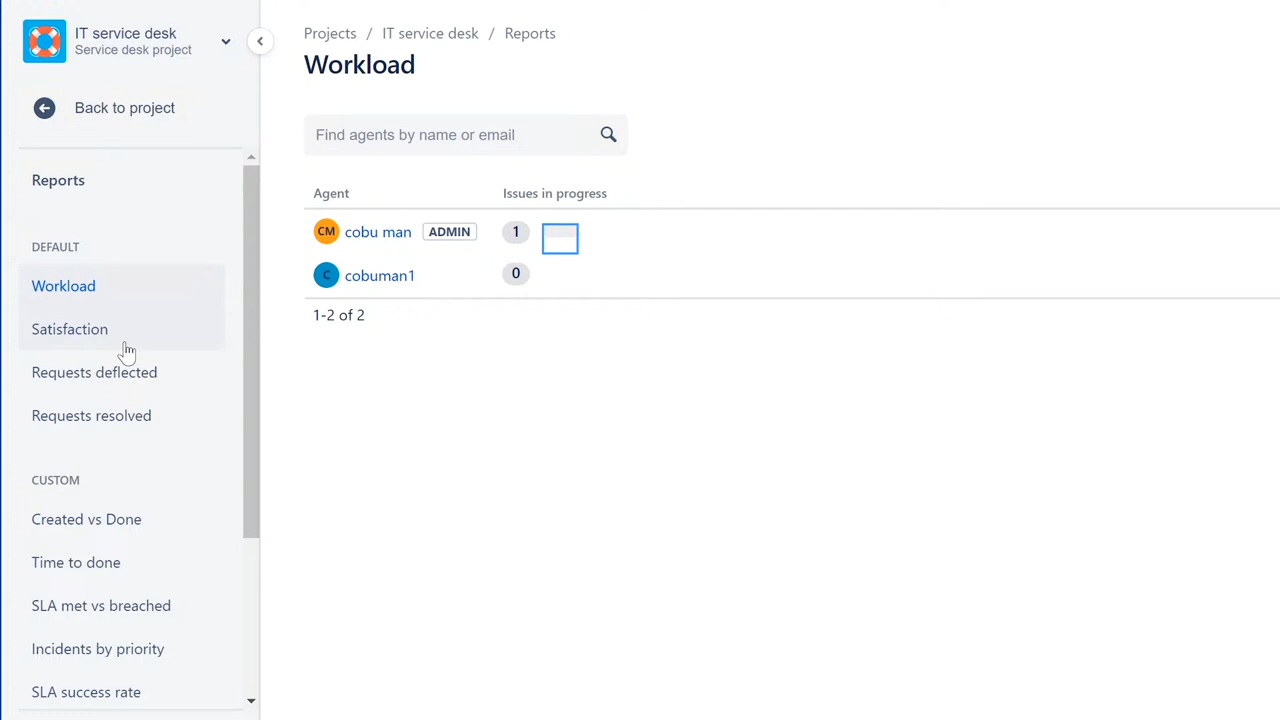 IT service desk
Service desk project
Back to project
Reports
DEFAULT
Workload
Satisfaction
Requests deflected
Requests resolved
CUSTOM
Created vs Done
Time to done
SLA met vs breached
Incidents by priority
SLA success rate
Projects / IT service desk / Reports
Workload
Find agents by name or email
Agent Issues in progress
CM cobu man ADMIN 1
C cobuman1 0
1-2 of 2